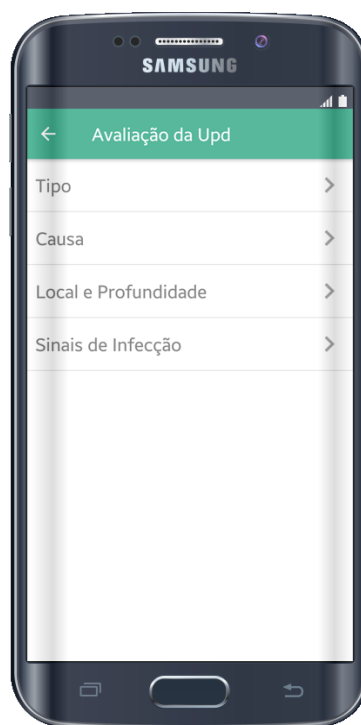 SAMSUNG
Avaliação da Upd
Tipo
Causa
Local e Profundidade
Sinais de Infecção